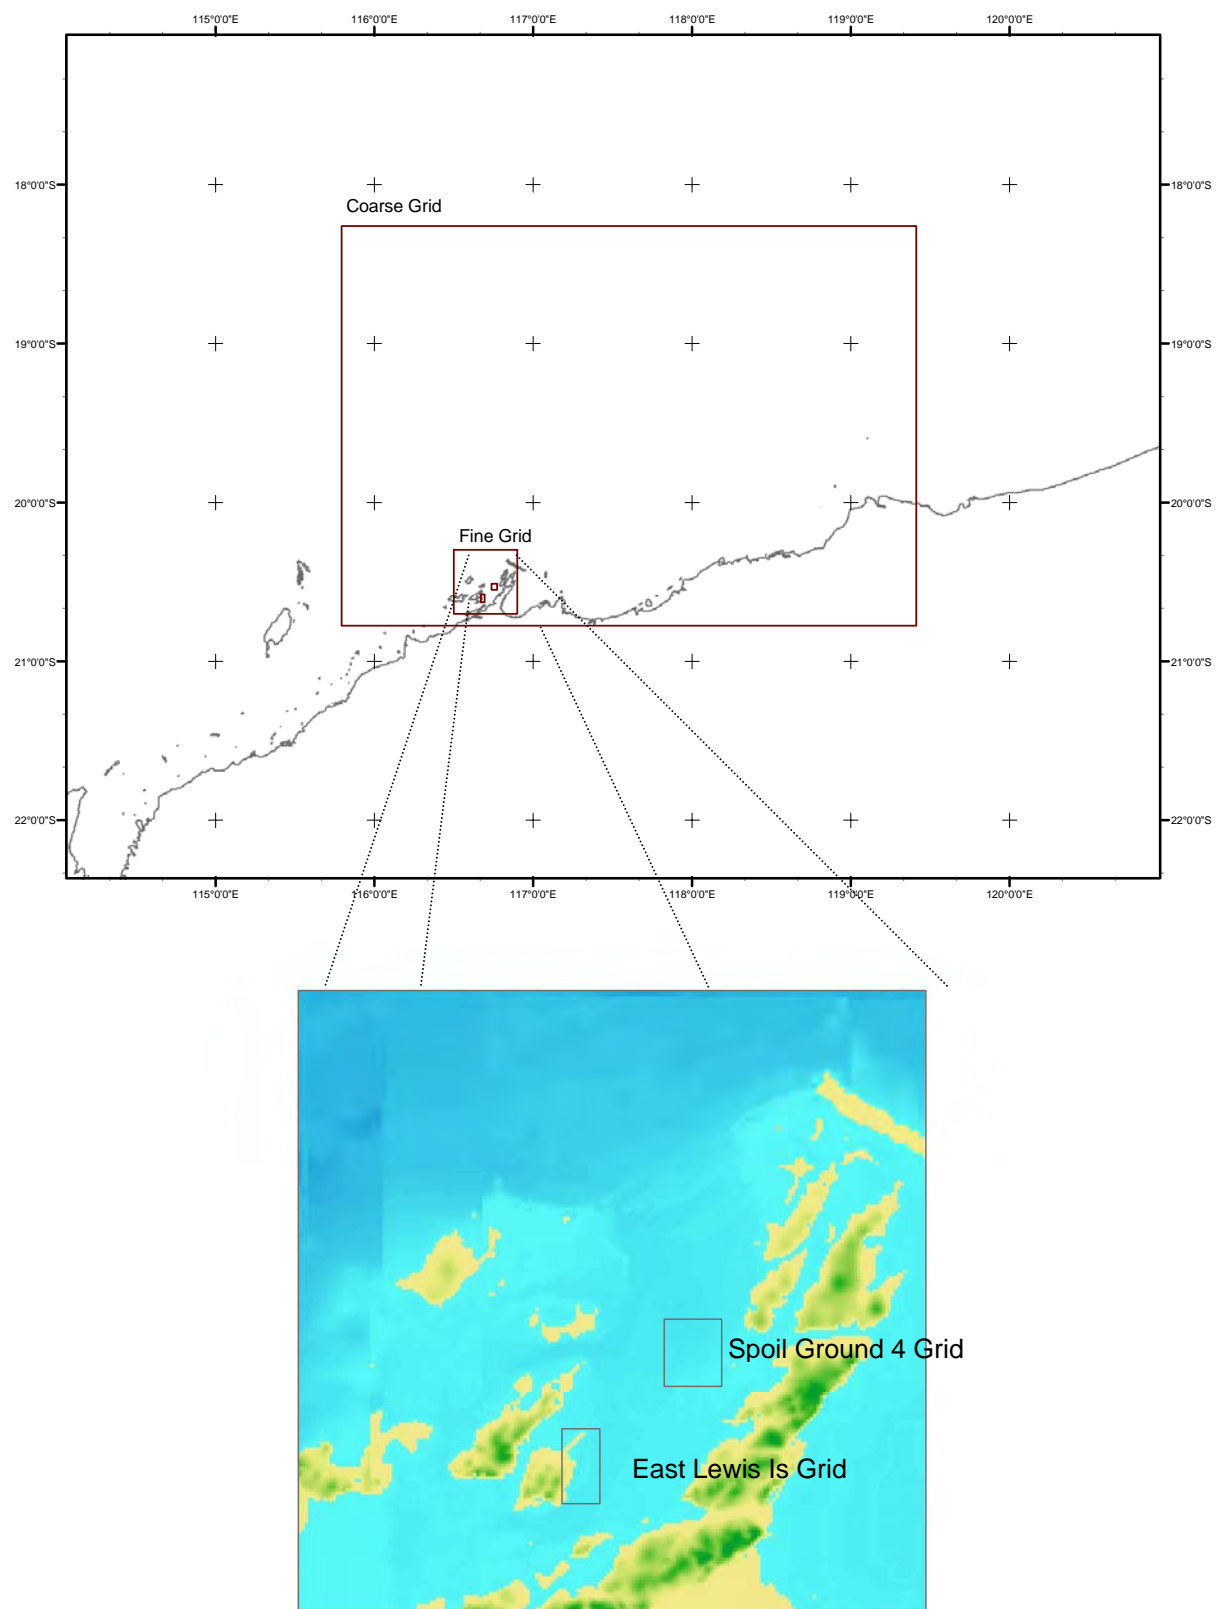 115°0'0"E 116°0'0"E 117°0'0"E 118°0'0"E 119°0'0"E 120°0'0"E
18°0'0"S 18°0'0"S
Coarse Grid
19°0'0"S 19°0'0"S
20°0'0"S 20°0'0"S
Fine Grid
21°0'0"S 21°0'0"S
22°0'0"S 22°0'0"S
115°0'0"E 116°0'0"E 117°0'0"E 118°0'0"E 119°0'0"E 120°0'0"E
Spoil Ground 4 Grid
East Lewis Is Grid